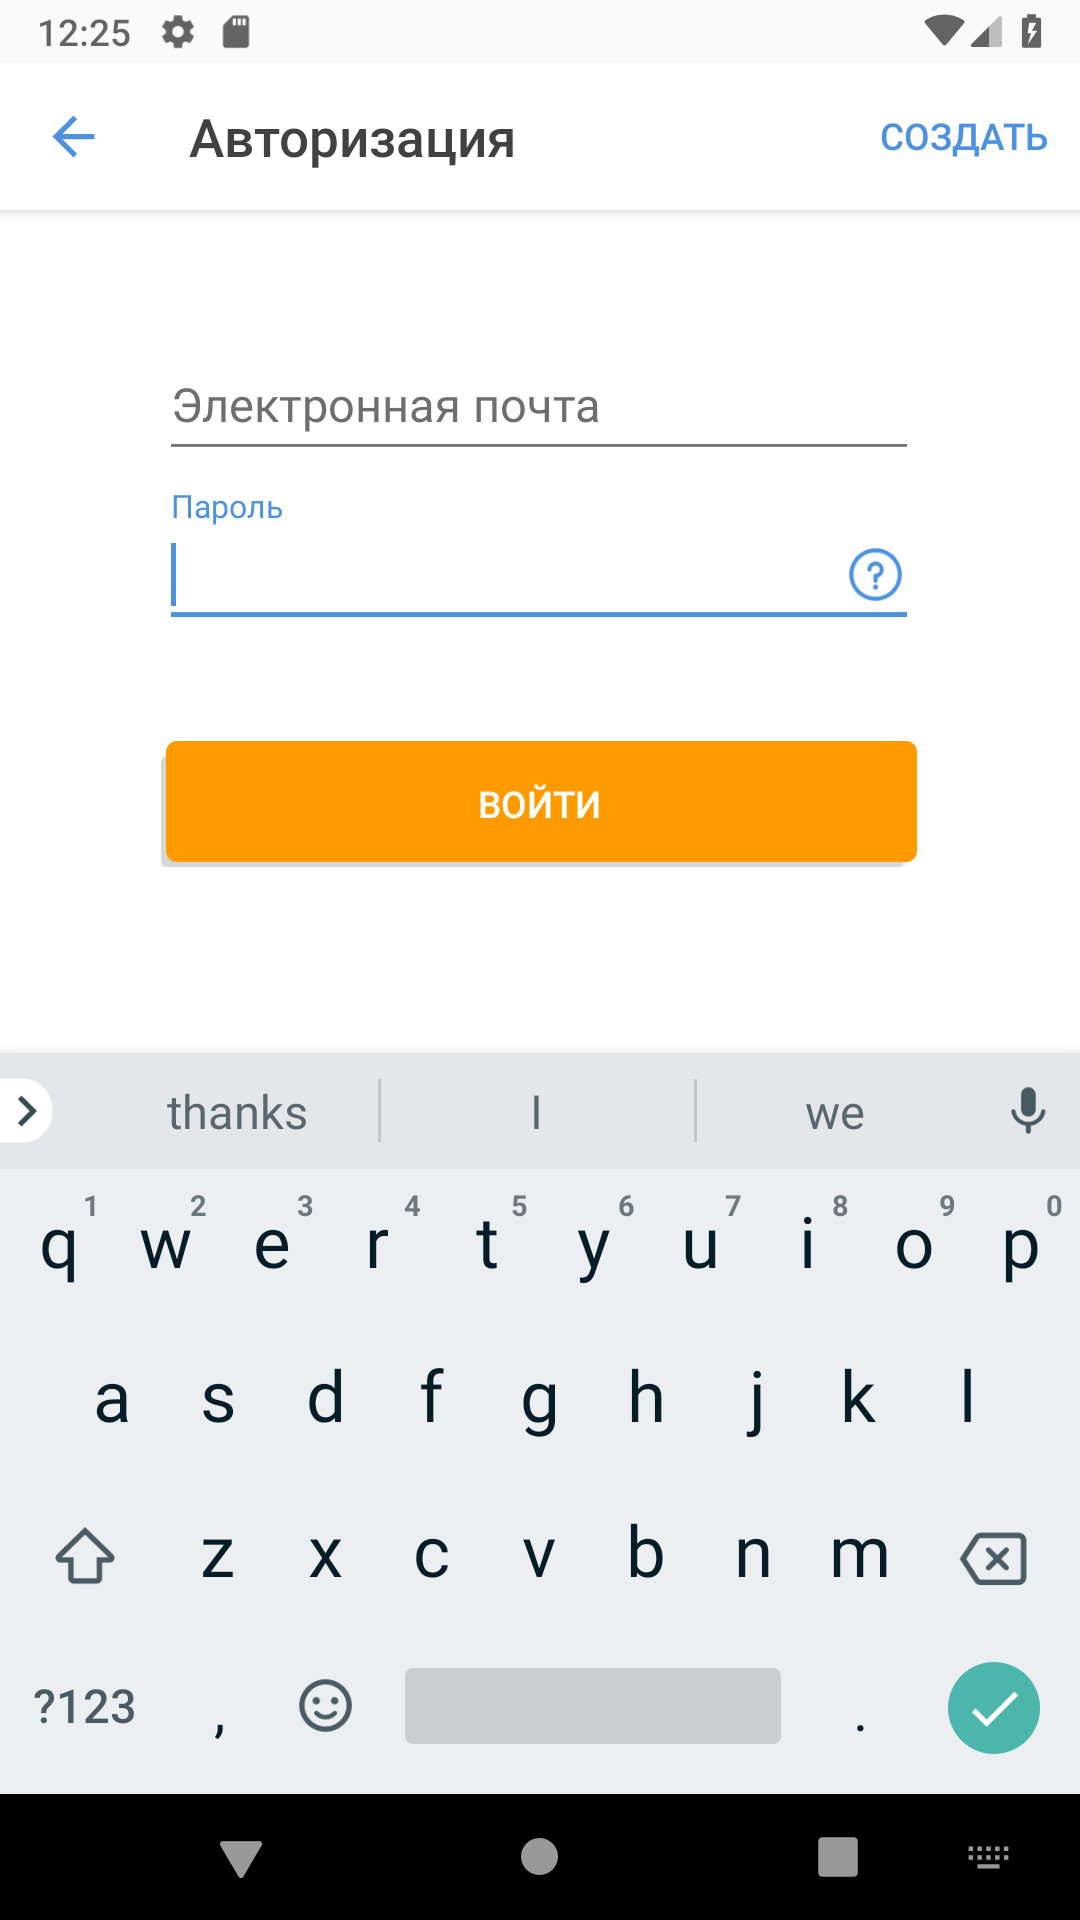 12:25
Авторизация
СОЗДАТЬ
Электронная почта
Пароль
?
ВОЙТИ
thanks I we
1 2 3 4 5 6 7 8 9 0
q w e r t y u i o p
a s d f g h j k l
z x c v b n m
?123 , .